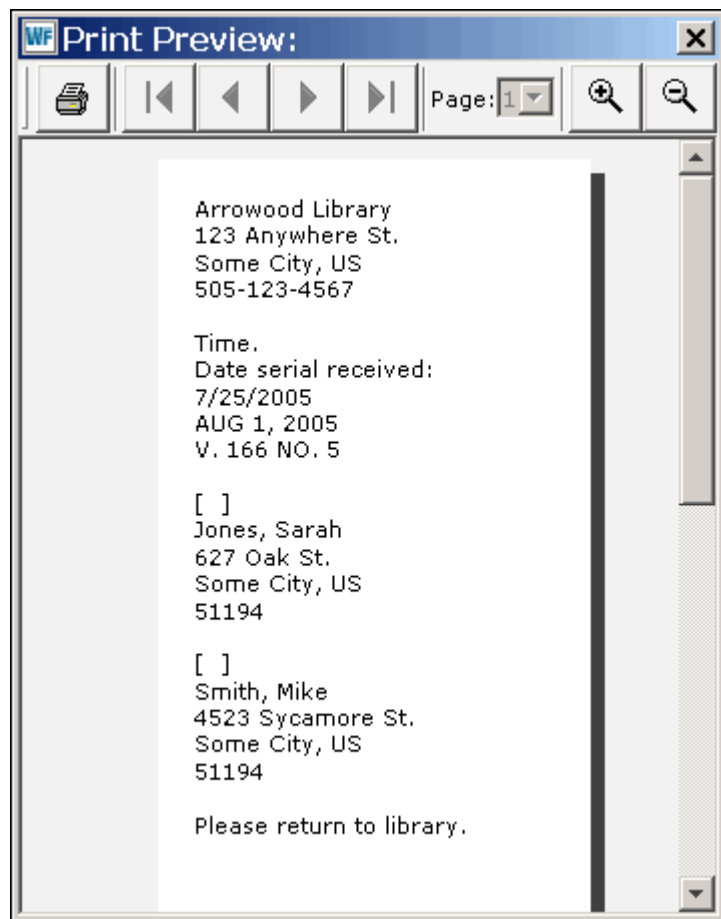 WF Print Preview:
Page: 1
Arrowood Library
123 Anywhere St.
Some City, US
505-123-4567
Time.
Date serial received:
7/25/2005
AUG 1, 2005
V. 166 NO. 5
[ ]
Jones, Sarah
627 Oak St.
Some City, US
51194
[ ]
Smith, Mike
4523 Sycamore St.
Some City, US
51194
Please return to library.